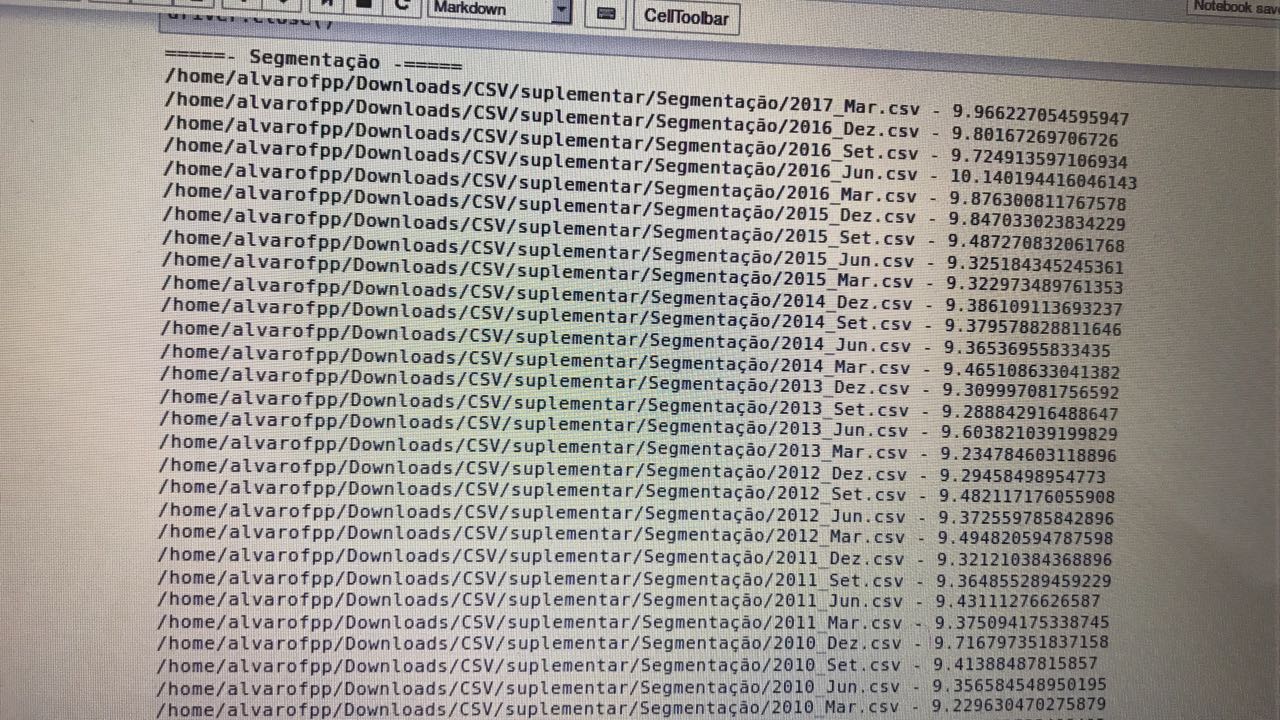 Markdown
CellToolbar
Notebook save
driver.close()
=====- Segmentação -=====
/home/alvarofpp/Downloads/CSV/suplementar/Segmentação/2017_Mar.csv - 9.966227054595947
/home/alvarofpp/Downloads/CSV/suplementar/Segmentação/2016_Dez.csv - 9.80167269706726
/home/alvarofpp/Downloads/CSV/suplementar/Segmentação/2016_Set.csv - 9.724913597106934
/home/alvarofpp/Downloads/CSV/suplementar/Segmentação/2016_Jun.csv - 10.140194416046143
/home/alvarofpp/Downloads/CSV/suplementar/Segmentação/2016_Mar.csv - 9.876300811767578
/home/alvarofpp/Downloads/CSV/suplementar/Segmentação/2015_Dez.csv - 9.847033023834229
/home/alvarofpp/Downloads/CSV/suplementar/Segmentação/2015_Set.csv - 9.487270832061768
/home/alvarofpp/Downloads/CSV/suplementar/Segmentação/2015_Jun.csv - 9.325184345245361
/home/alvarofpp/Downloads/CSV/suplementar/Segmentação/2015_Mar.csv - 9.322973489761353
/home/alvarofpp/Downloads/CSV/suplementar/Segmentação/2014_Dez.csv - 9.386109113693237
/home/alvarofpp/Downloads/CSV/suplementar/Segmentação/2014_Set.csv - 9.379578828811646
/home/alvarofpp/Downloads/CSV/suplementar/Segmentação/2014_Jun.csv - 9.36536955833435
/home/alvarofpp/Downloads/CSV/suplementar/Segmentação/2014_Mar.csv - 9.465108633041382
/home/alvarofpp/Downloads/CSV/suplementar/Segmentação/2013_Dez.csv - 9.309997081756592
/home/alvarofpp/Downloads/CSV/suplementar/Segmentação/2013_Set.csv - 9.288842916488647
/home/alvarofpp/Downloads/CSV/suplementar/Segmentação/2013_Jun.csv - 9.603821039199829
/home/alvarofpp/Downloads/CSV/suplementar/Segmentação/2013_Mar.csv - 9.234784603118896
/home/alvarofpp/Downloads/CSV/suplementar/Segmentação/2012_Dez.csv - 9.29458498954773
/home/alvarofpp/Downloads/CSV/suplementar/Segmentação/2012_Set.csv - 9.482117176055908
/home/alvarofpp/Downloads/CSV/suplementar/Segmentação/2012_Jun.csv - 9.372559785842896
/home/alvarofpp/Downloads/CSV/suplementar/Segmentação/2012_Mar.csv - 9.494820594787598
/home/alvarofpp/Downloads/CSV/suplementar/Segmentação/2011_Dez.csv - 9.321210384368896
/home/alvarofpp/Downloads/CSV/suplementar/Segmentação/2011_Set.csv - 9.364855289459229
/home/alvarofpp/Downloads/CSV/suplementar/Segmentação/2011_Jun.csv - 9.43111276626587
/home/alvarofpp/Downloads/CSV/suplementar/Segmentação/2011_Mar.csv - 9.375094175338745
/home/alvarofpp/Downloads/CSV/suplementar/Segmentação/2010_Dez.csv - 9.716797351837158
/home/alvarofpp/Downloads/CSV/suplementar/Segmentação/2010_Set.csv - 9.41388487815857
/home/alvarofpp/Downloads/CSV/suplementar/Segmentação/2010_Jun.csv - 9.356584548950195
/home/alvarofpp/Downloads/CSV/suplementar/Segmentação/2010_Mar.csv - 9.229630470275879